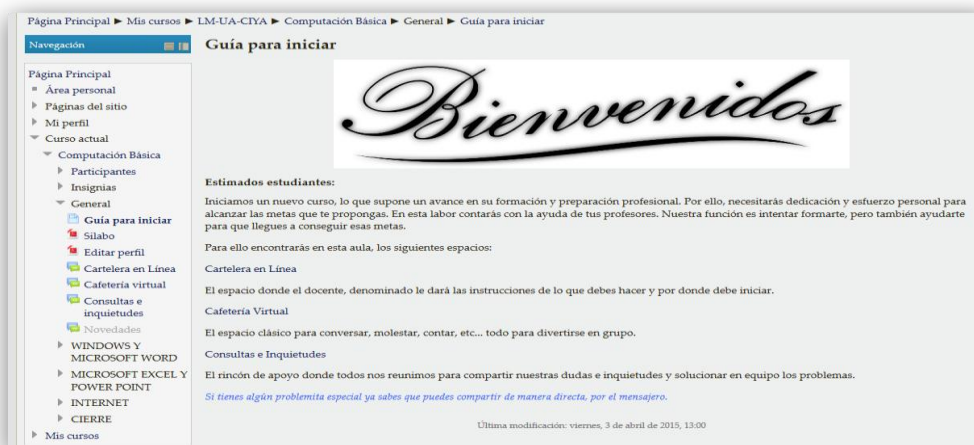 Página Principal ► Mis cursos ► LM-UA-CIYA ► Computación Básica ► General ► Guía para iniciar
Navegación
Página Principal
Área personal
Páginas del sitio
Mi perfil
Curso actual
Computación Básica
Participantes
Insignias
General
Guía para iniciar
Sílabo
Editar perfil
Cartelera en Línea
Cafetería virtual
Consultas e
inquietudes
Novedades
WINDOWS Y
MICROSOFT WORD
MICROSOFT EXCEL Y
POWER POINT
INTERNET
CIERRE
Mis cursos
Guía para iniciar
Bienvenidos
Estimados estudiantes:
Iniciamos un nuevo curso, lo que supone un avance en su formación y preparación profesional. Por ello, necesitarás dedicación y esfuerzo personal para
alcanzar las metas que te propongas. En esta labor contarás con la ayuda de tus profesores. Nuestra función es intentar formarte, pero también ayudarte
para que llegues a conseguir esas metas.
Para ello encontrarás en esta aula, los siguientes espacios:
Cartelera en Línea
El espacio donde el docente, denominado le dará las instrucciones de lo que debes hacer y por donde debe iniciar.
Cafetería Virtual
El espacio clásico para conversar, molestar, contar, etc... todo para divertirse en grupo.
Consultas e Inquietudes
El rincón de apoyo donde todos nos reunimos para compartir nuestras dudas e inquietudes y solucionar en equipo los problemas.
Si tienes algún problemita especial ya sabes que puedes compartir de manera directa, por el mensajero.
Última modificación: viernes, 3 de abril de 2015, 13:00